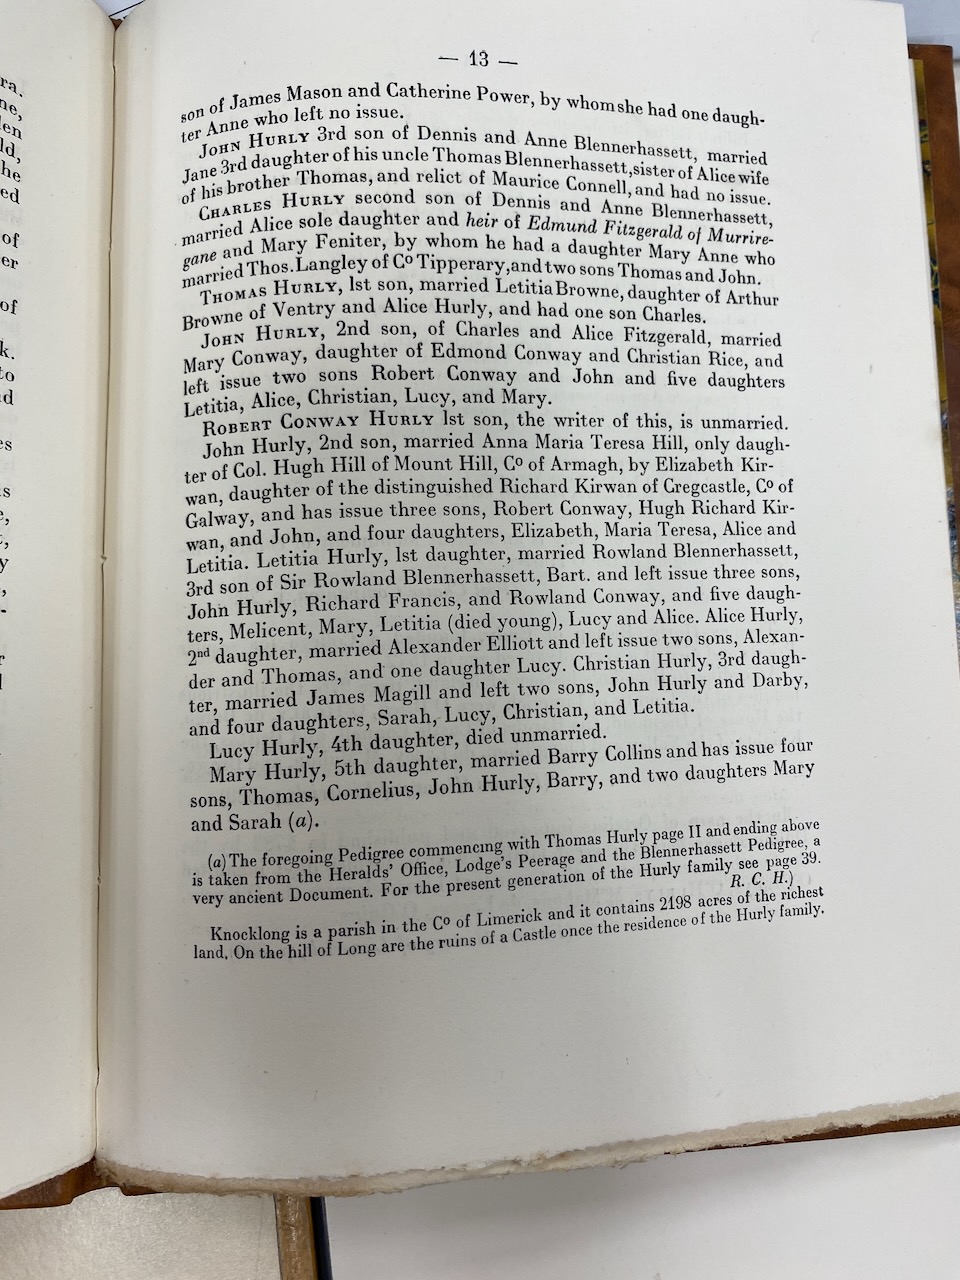 — 13 —
son of James Mason and Catherine Power, by whom she had one daugh-
ter Anne who left no issue.
JOHN HURLY 3rd son of Dennis and Anne Blennerhassett, married
Jane 3rd daughter of his uncle Thomas Blennerhassett, sister of Alice wife
of his brother Thomas, and relict of Maurice Connell, and had no issue.
CHARLES HURLY second son of Dennis and Anne Blennerhassett,
married Alice sole daughter and heir of Edmund Fitzgerald of Murrire-
gane and Mary Feniter, by whom he had a daughter Mary Anne who
married Thos. Langley of Cº Tipperary, and two sons Thomas and John.
THOMAS HURLY, 1st son, married Letitia Browne, daughter of Arthur
Browne of Ventry and Alice Hurly, and had one son Charles.
JOHN HURLY, 2nd son, of Charles and Alice Fitzgerald, married
Mary Conway, daughter of Edmond Conway and Christian Rice, and
left issue two sons Robert Conway and John and five daughters
Letitia, Alice, Christian, Lucy, and Mary.
ROBERT CONWAY HURLY 1st son, the writer of this, is unmarried.
John Hurly, 2nd son, married Anna Maria Teresa Hill, only daugh-
ter of Col. Hugh Hill of Mount Hill, Cº of Armagh, by Elizabeth Kir-
wan, daughter of the distinguished Richard Kirwan of Cregcastle, Cº of
Galway, and has issue three sons, Robert Conway, Hugh Richard Kir-
wan, and John, and four daughters, Elizabeth, Maria Teresa, Alice and
Letitia. Letitia Hurly, 1st daughter, married Rowland Blennerhassett,
3rd son of Sir Rowland Blennerhassett, Bart. and left issue three sons,
John Hurly, Richard Francis, and Rowland Conway, and five daugh-
ters, Melicent, Mary, Letitia (died young), Lucy and Alice. Alice Hurly,
2nd daughter, married Alexander Elliott and left issue two sons, Alexan-
der and Thomas, and one daughter Lucy. Christian Hurly, 3rd daugh-
ter, married James Magill and left two sons, John Hurly and Darby,
and four daughters, Sarah, Lucy, Christian, and Letitia.
Lucy Hurly, 4th daughter, died unmarried.
Mary Hurly, 5th daughter, married Barry Collins and has issue four
sons, Thomas, Cornelius, John Hurly, Barry, and two daughters Mary
and Sarah (a).
(a) The foregoing Pedigree commencing with Thomas Hurly page II and ending above
is taken from the Heralds' Office, Lodge's Peerage and the Blennerhassett Pedigree, a
very ancient Document. For the present generation of the Hurly family see page 39.
R. C. H.)
Knocklong is a parish in the Cº of Limerick and it contains 2198 acres of the richest
land. On the hill of Long are the ruins of a Castle once the residence of the Hurly family.